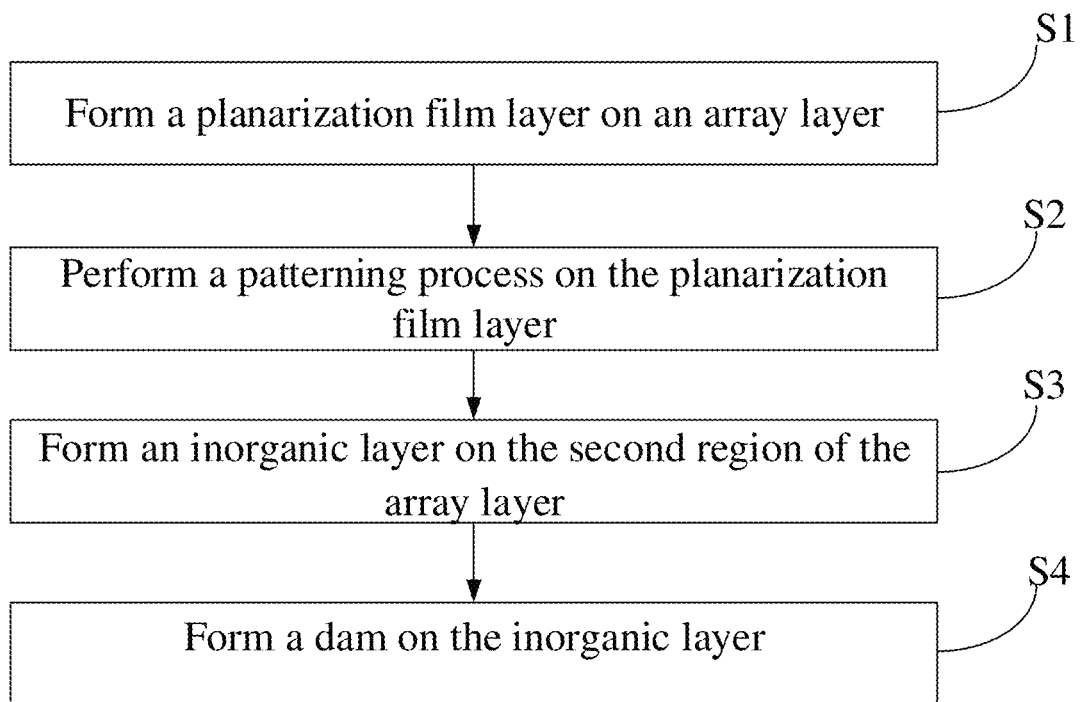 S1
Form a planarization film layer on an array layer
S2
Perform a patterning process on the planarization
film layer
S3
Form an inorganic layer on the second region of the
array layer
S4
Form a dam on the inorganic layer